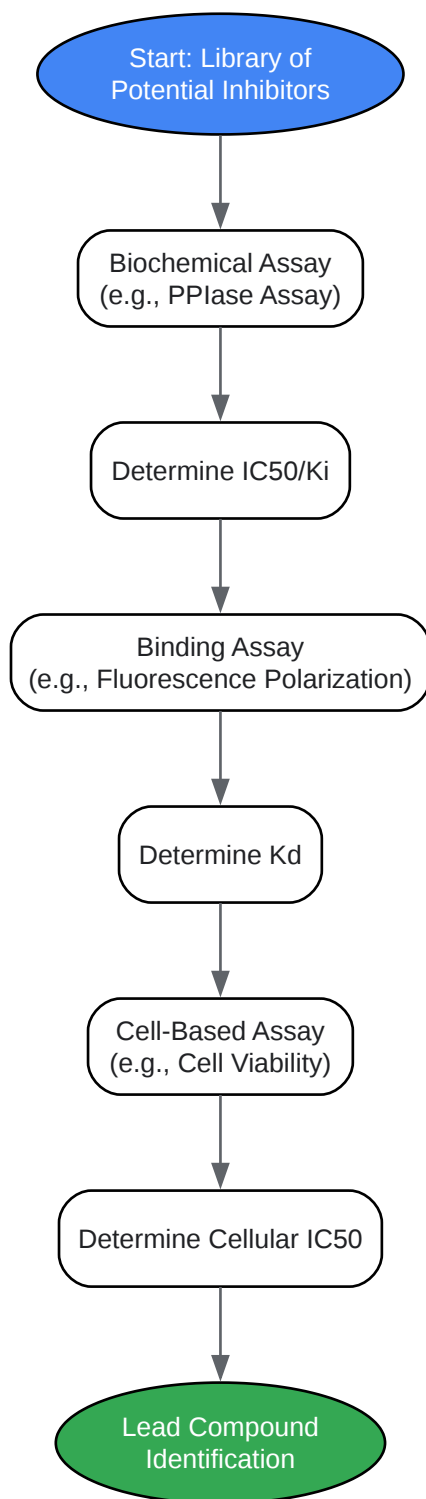 Start: Library of
Potential Inhibitors
Biochemical Assay
(e.g., PPIase Assay)
Determine IC50/Ki
Binding Assay
(e.g., Fluorescence Polarization)
Determine Kd
Cell-Based Assay
(e.g., Cell Viability)
Determine Cellular IC50
Lead Compound
Identification